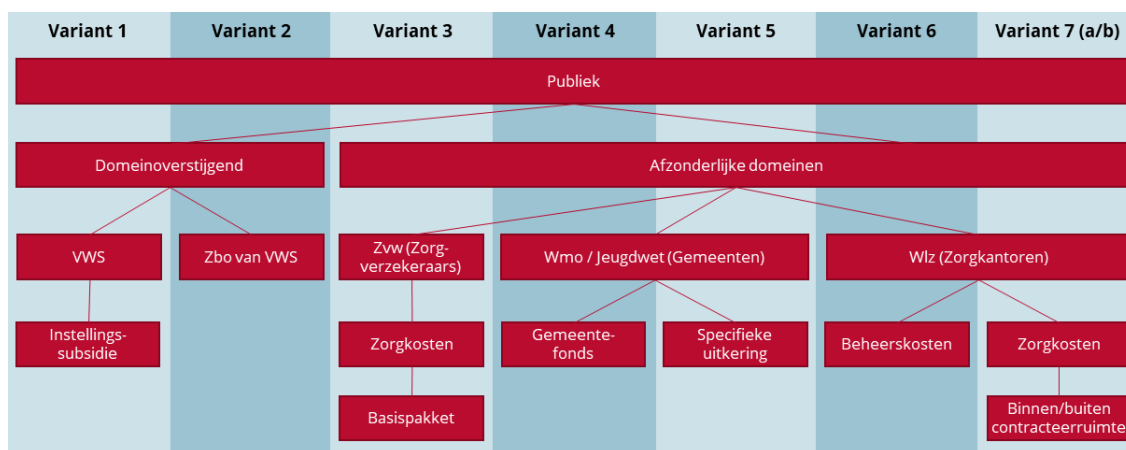 Variant 1
Variant 2
Variant 3
Variant 4
Variant 5
Variant 6
Variant 7 (a/b)
Publiek
Domeinoverstijgend
Afzonderlijke domeinen
VWS
Zbo van VWS
Zvw (Zorg-
verzekeraars)
Wmo / Jeugdwet (Gemeenten)
Wlz (Zorgkantoren)
Instellings-
subsidie
Zorgkosten
Gemeente-
fonds
Specifieke
uitkering
Beheerskosten
Zorgkosten
Basispakket
Binnen/buiten
contracteerruimte